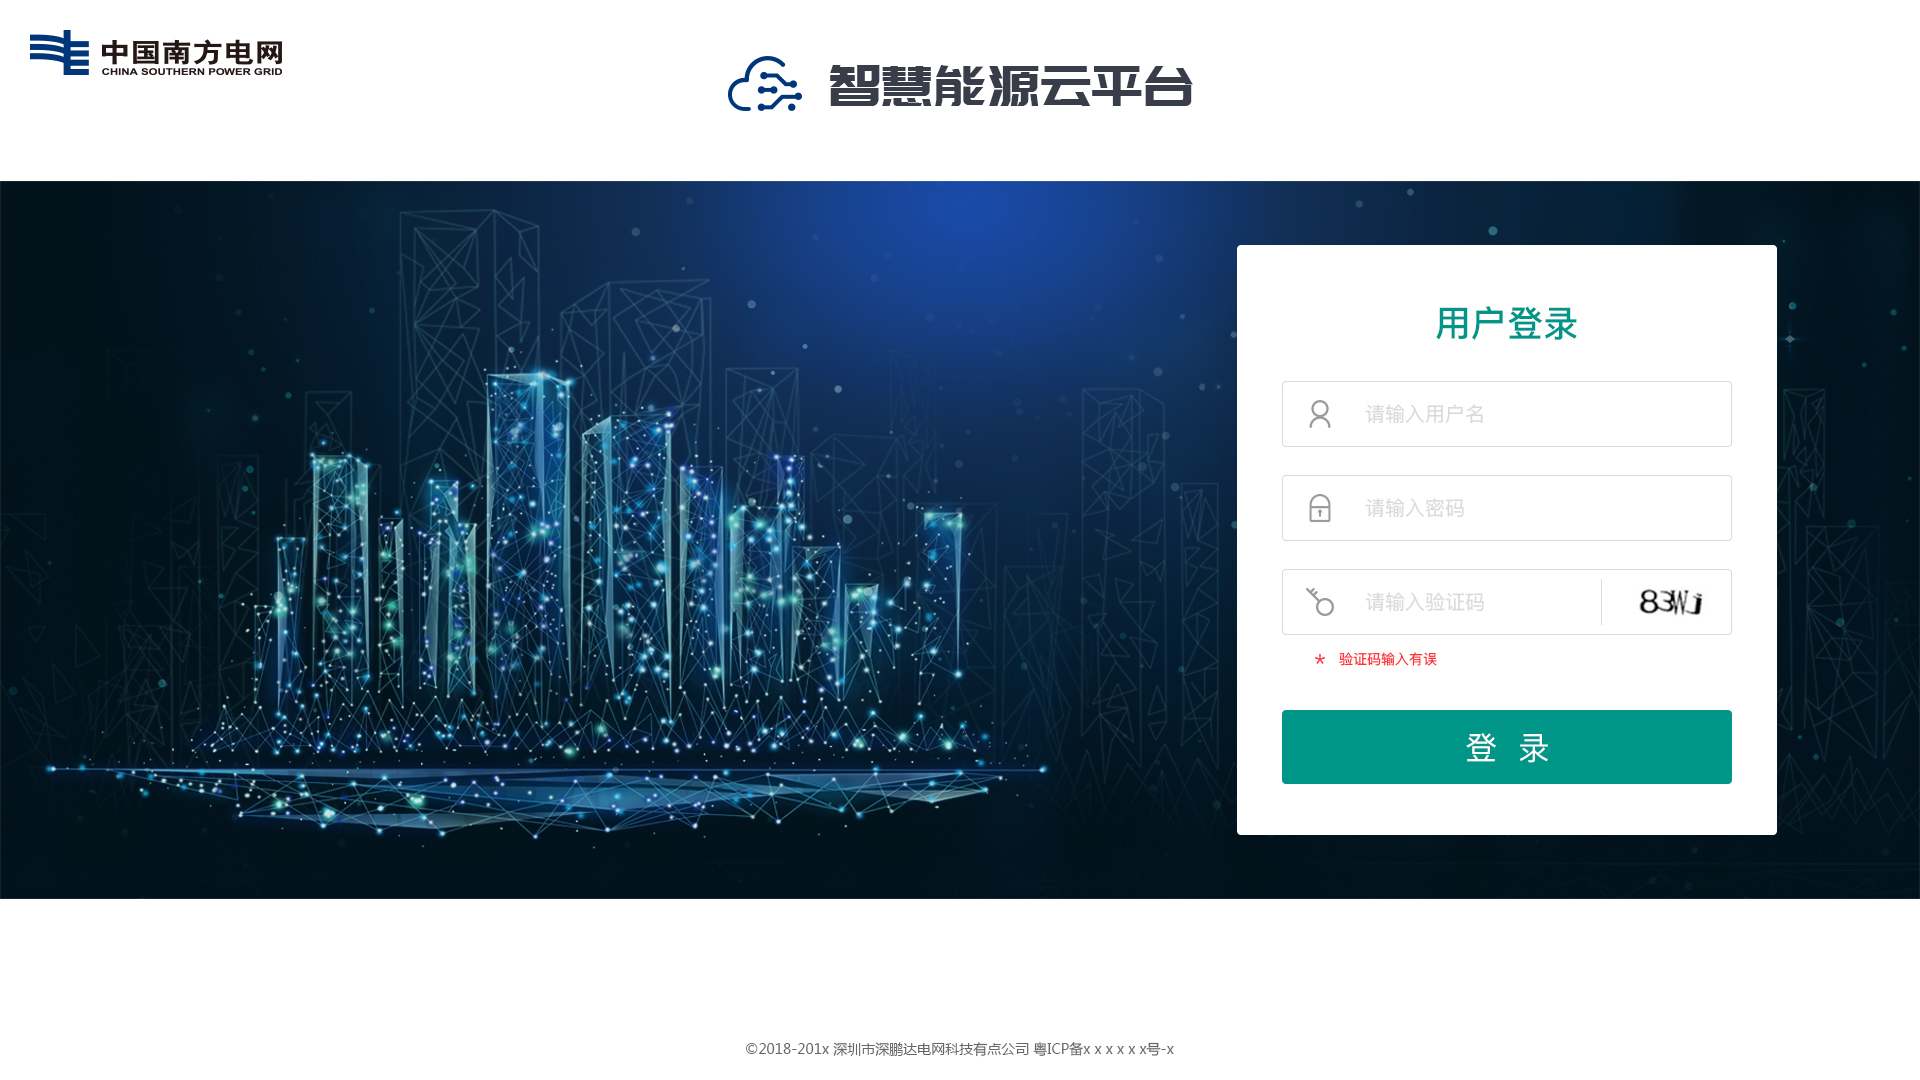 中国南方电网
CHINA SOUTHERN POWER GRID
智慧能源云平台
用户登录
请输入用户名
请输入密码
请输入验证码
83Wj
* 验证码输入有误
登 录
©2018-201x 深圳市深鹏达电网科技有点公司 粤ICP备x x x x x x号-x